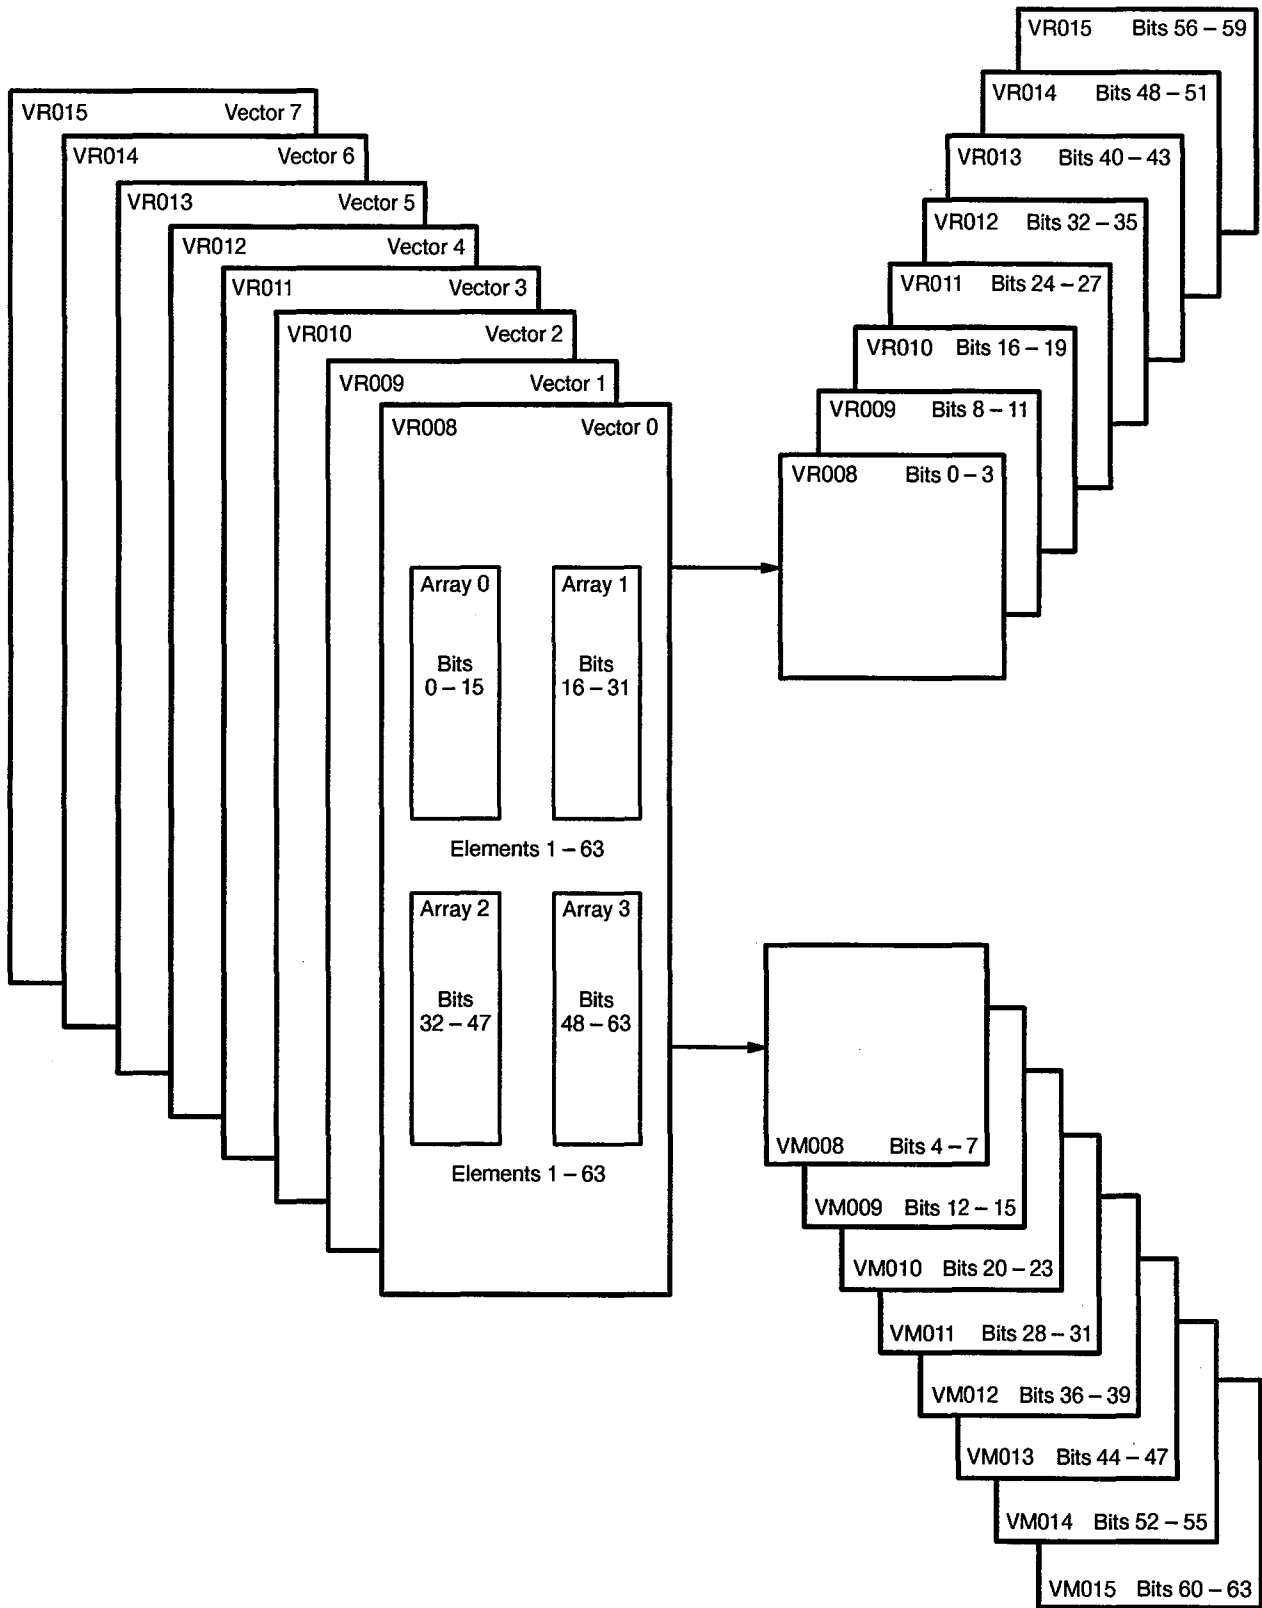 VR015 Vector 7
VR014 Vector 6
VR013 Vector 5
VR012 Vector 4
VR011 Vector 3
VR010 Vector 2
VR009 Vector 1
VR008 Vector 0
Array 0
Bits
0 – 15
Array 1
Bits
16 – 31
Elements 1 – 63
Array 2
Bits
32 – 47
Array 3
Bits
48 – 63
Elements 1 – 63
VR015 Bits 56 – 59
VR014 Bits 48 – 51
VR013 Bits 40 – 43
VR012 Bits 32 – 35
VR011 Bits 24 – 27
VR010 Bits 16 – 19
VR009 Bits 8 – 11
VR008 Bits 0 – 3
VM008 Bits 4 – 7
VM009 Bits 12 – 15
VM010 Bits 20 – 23
VM011 Bits 28 – 31
VM012 Bits 36 – 39
VM013 Bits 44 – 47
VM014 Bits 52 – 55
VM015 Bits 60 – 63